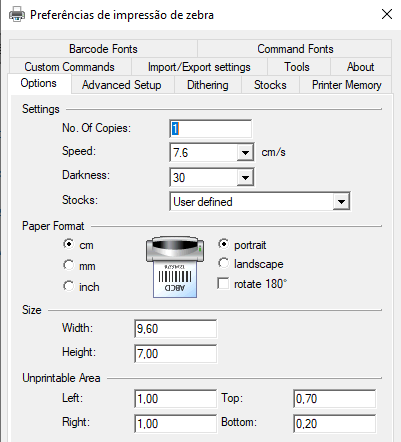 Preferências de impressão de zebra
Barcode Fonts Command Fonts
Custom Commands Import/Export settings Tools About
Options Advanced Setup Dithering Stocks Printer Memory
Settings
No. Of Copies: 1
Speed: 7.6 cm/s
Darkness: 30
Stocks: User defined
Paper Format
cm portrait
mm landscape
inch rotate 180°
ABCD
Size
Width: 9,60
Height: 7,00
Unprintable Area
Left: 1,00 Top: 0,70
Right: 1,00 Bottom: 0,20